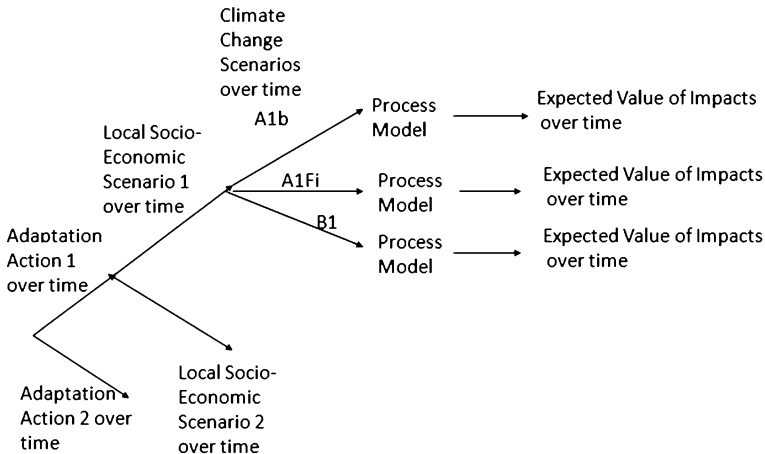 Climate
Change
Scenarios
over time
A1b
Process
Model
Expected Value of Impacts
over time
Local Socio-
Economic
Scenario 1
over time
A1Fi
Process
Model
Expected Value of Impacts
over time
B1
Process
Model
Expected Value of Impacts
over time
Adaptation
Action 1
over time
Local Socio-
Economic
Scenario 2
over time
Adaptation
Action 2 over
time